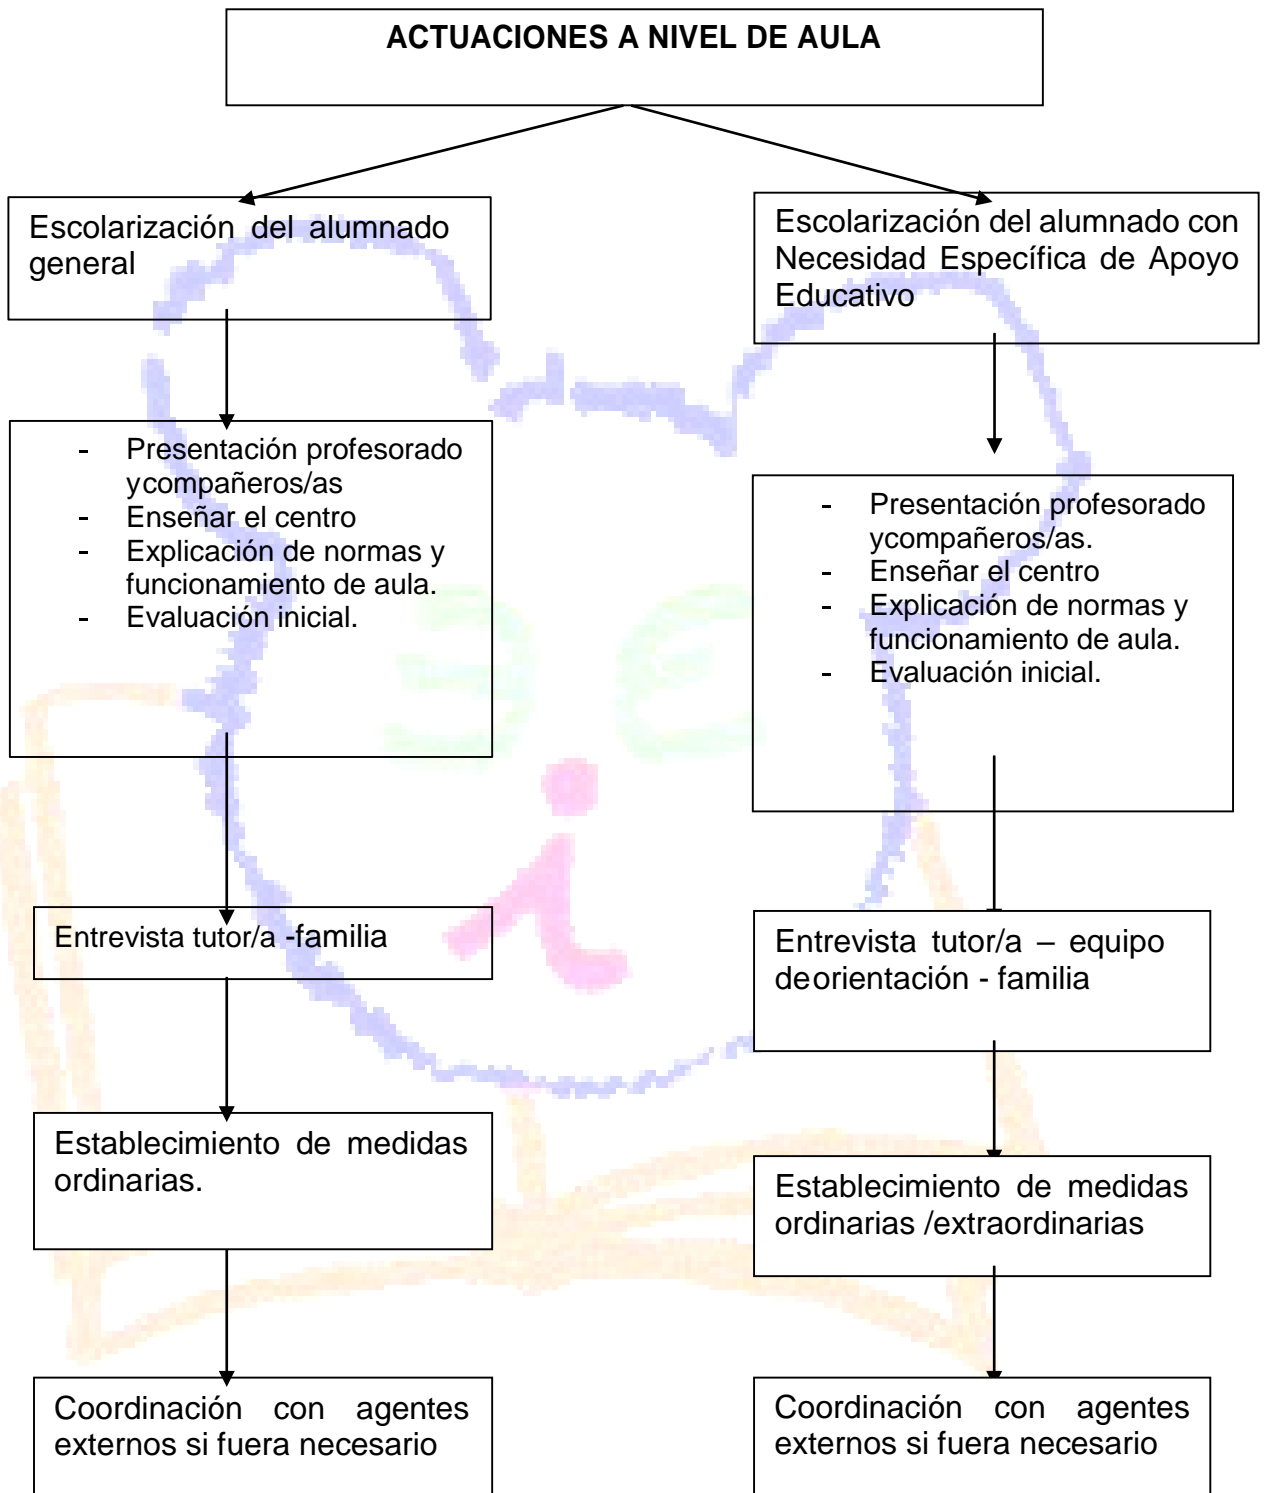 ACTUACIONES A NIVEL DE AULA
Escolarización del alumnado
general
- Presentación profesorado
ycompañeros/as
- Enseñar el centro
- Explicación de normas y
funcionamiento de aula.
- Evaluación inicial.
Entrevista tutor/a -familia
Establecimiento de medidas
ordinarias.
Coordinación con agentes
externos si fuera necesario
Escolarización del alumnado con
Necesidad Específica de Apoyo
Educativo
- Presentación profesorado
ycompañeros/as.
- Enseñar el centro
- Explicación de normas y
funcionamiento de aula.
- Evaluación inicial.
Entrevista tutor/a – equipo
deorientación - familia
Establecimiento de medidas
ordinarias /extraordinarias
Coordinación con agentes
externos si fuera necesario